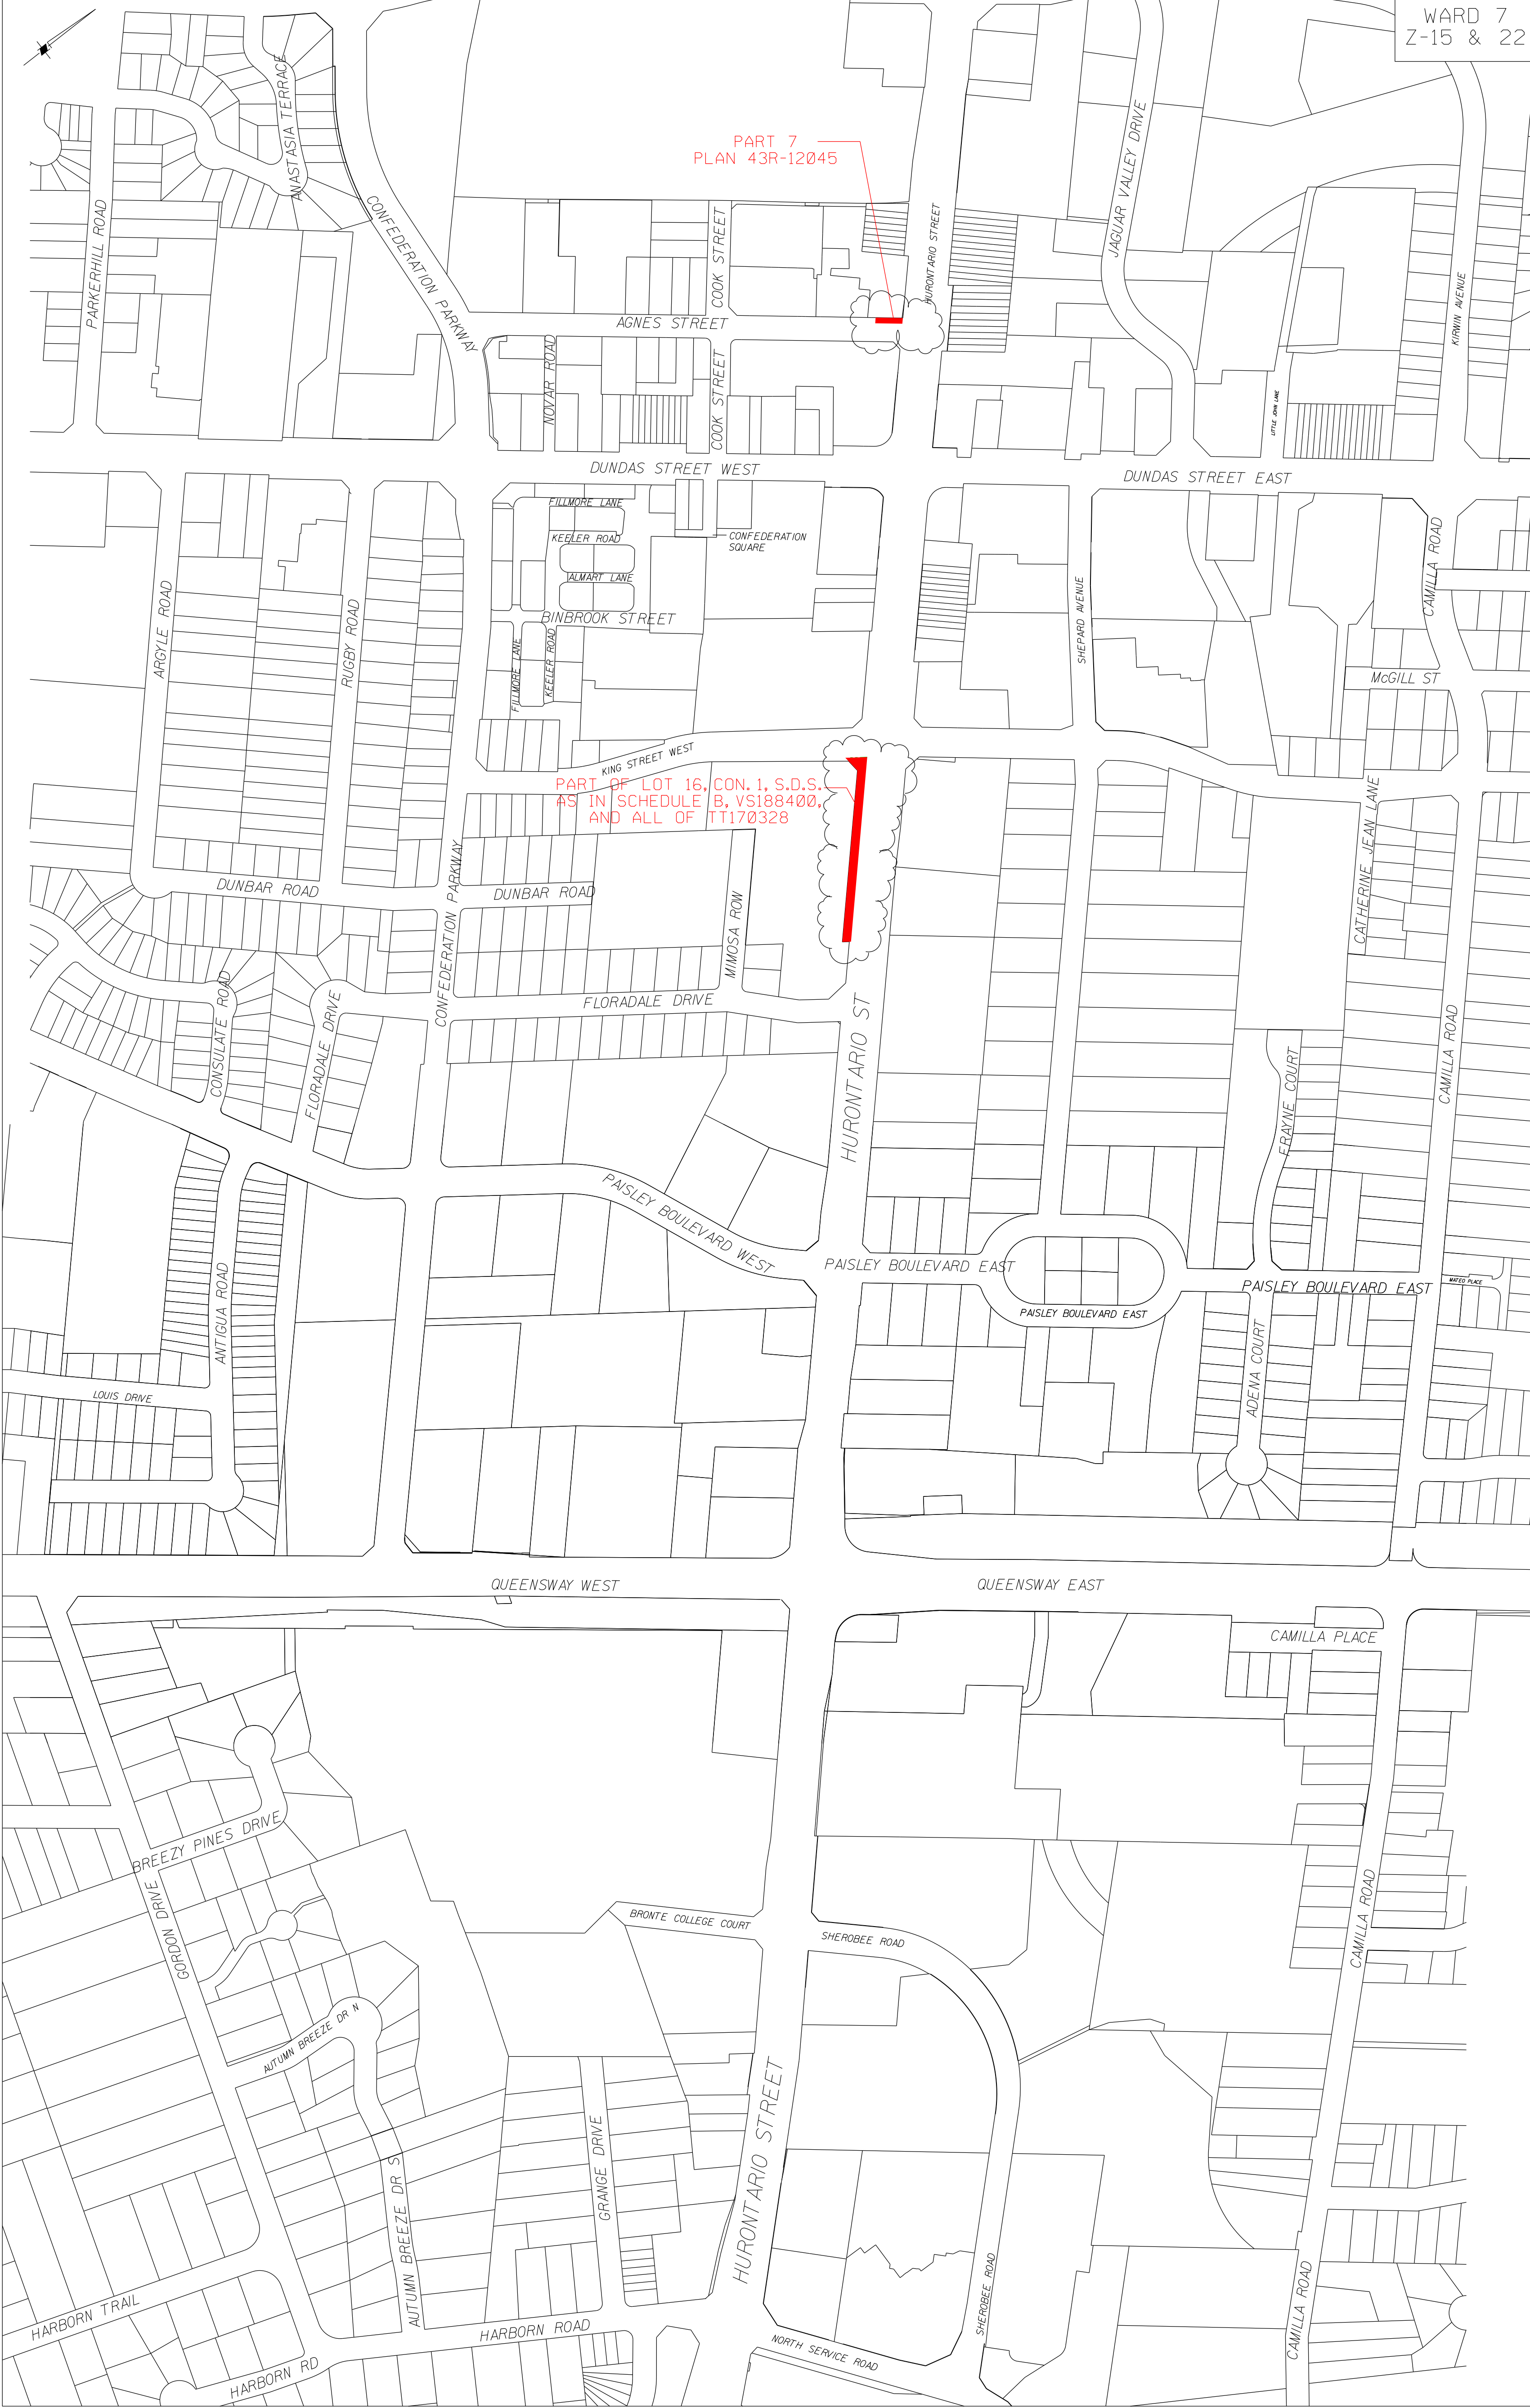 WARD 7
Z-15 & 22
ANASTASIA TERRACE
PARKERHILL ROAD
CONFEDERATION PARKWAY
PART 7
PLAN 43R-12045
JAGUAR VALLEY DRIVE
HURONTARIO STREET
COOK STREET
AGNES STREET
KIRWIN AVENUE
NOVAR ROAD
COOK STREET
LITTLE JOHN LANE
DUNDAS STREET WEST
DUNDAS STREET EAST
FILLMORE LANE
KEELER ROAD
CONFEDERATION
SQUARE
ALMART LANE
BINBROOK STREET
CAMILLA ROAD
ARGYLE ROAD
RUGBY ROAD
FILLMORE LANE
KEELER ROAD
SHEPARD AVENUE
McGILL ST
KING STREET WEST
PART OF LOT 16, CON. 1, S.D.S.
AS IN SCHEDULE B, VS188400,
AND ALL OF TT170328
CATHERINE JEAN LANE
DUNBAR ROAD
DUNBAR ROAD
CONFEDERATION PARKWAY
MIMOSA ROW
FLORADALE DRIVE
CONSULATE ROAD
FLORADALE DRIVE
HURONTARIO ST
FRAYNE COURT
CAMILLA ROAD
PAISLEY BOULEVARD WEST
PAISLEY BOULEVARD EAST
PAISLEY BOULEVARD EAST
PAISLEY BOULEVARD EAST
MATEO PLACE
ANTIGUA ROAD
ADENA COURT
LOUIS DRIVE
QUEENSWAY WEST
QUEENSWAY EAST
CAMILLA PLACE
BREEZY PINES DRIVE
GORDON DRIVE
BRONTE COLLEGE COURT
SHEROBEE ROAD
CAMILLA ROAD
AUTUMN BREEZE DR N
AUTUMN BREEZE DR S
GRANGE DRIVE
HURONTARIO STREET
SHEROBEE ROAD
CAMILLA ROAD
HARBORN TRAIL
HARBORN ROAD
HARBORN RD
NORTH SERVICE ROAD